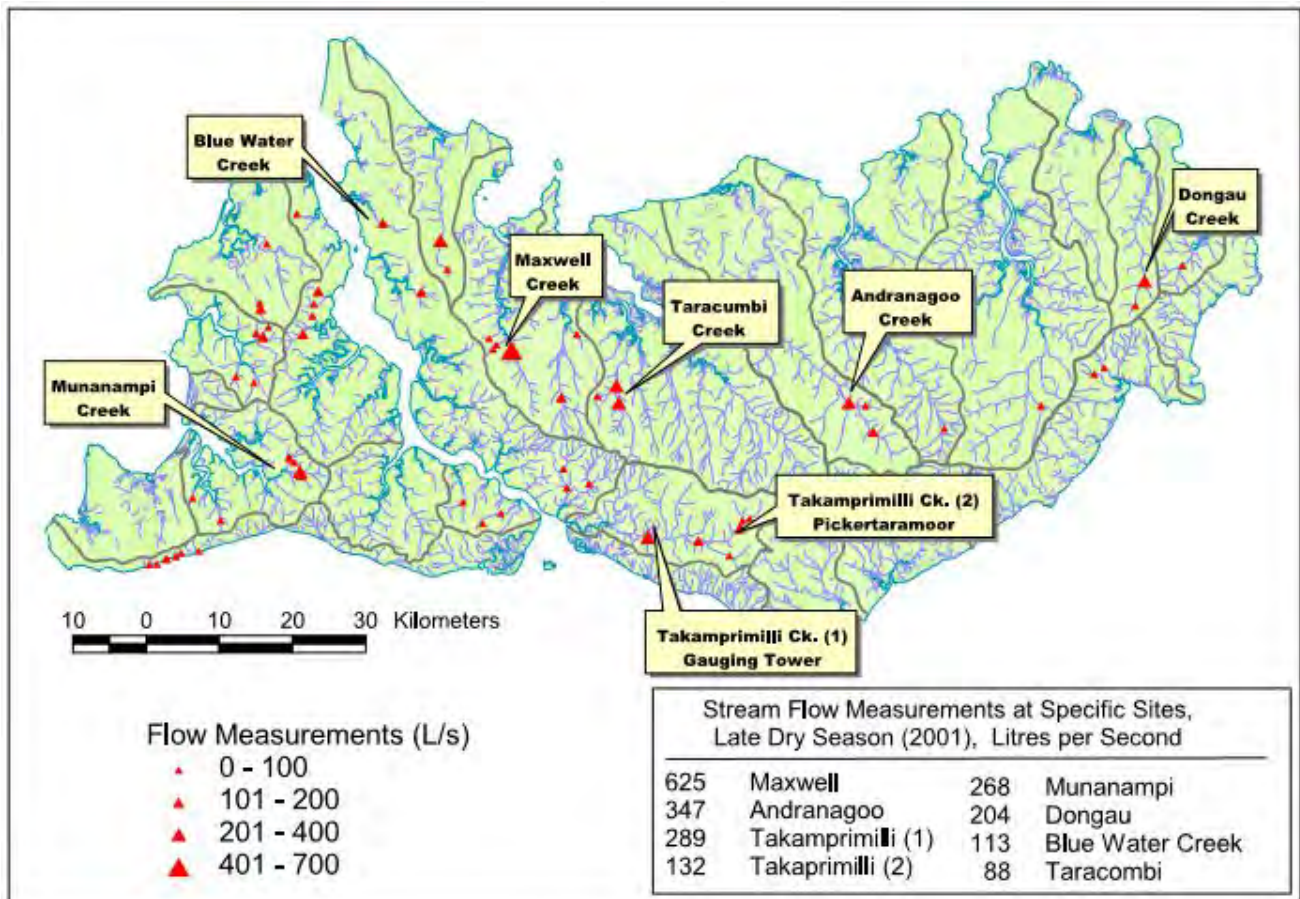 Blue Water
Creek
Maxwell
Creek
Taracumbi
Creek
Andranagoo
Creek
Dongau
Creek
Munanampi
Creek
Takamprimilli Ck. (2)
Pickertaramoor
Takamprimilli Ck. (1)
Gauging Tower
10 0 10 20 30 Kilometers
Flow Measurements (L/s)
0 - 100
101 - 200
201 - 400
401 - 700
Stream Flow Measurements at Specific Sites,
Late Dry Season (2001), Litres per Second
625 Maxwell 268 Munanampi
347 Andranagoo 204 Dongau
289 Takamprimilli (1) 113 Blue Water Creek
132 Takaprimilli (2) 88 Taracombi